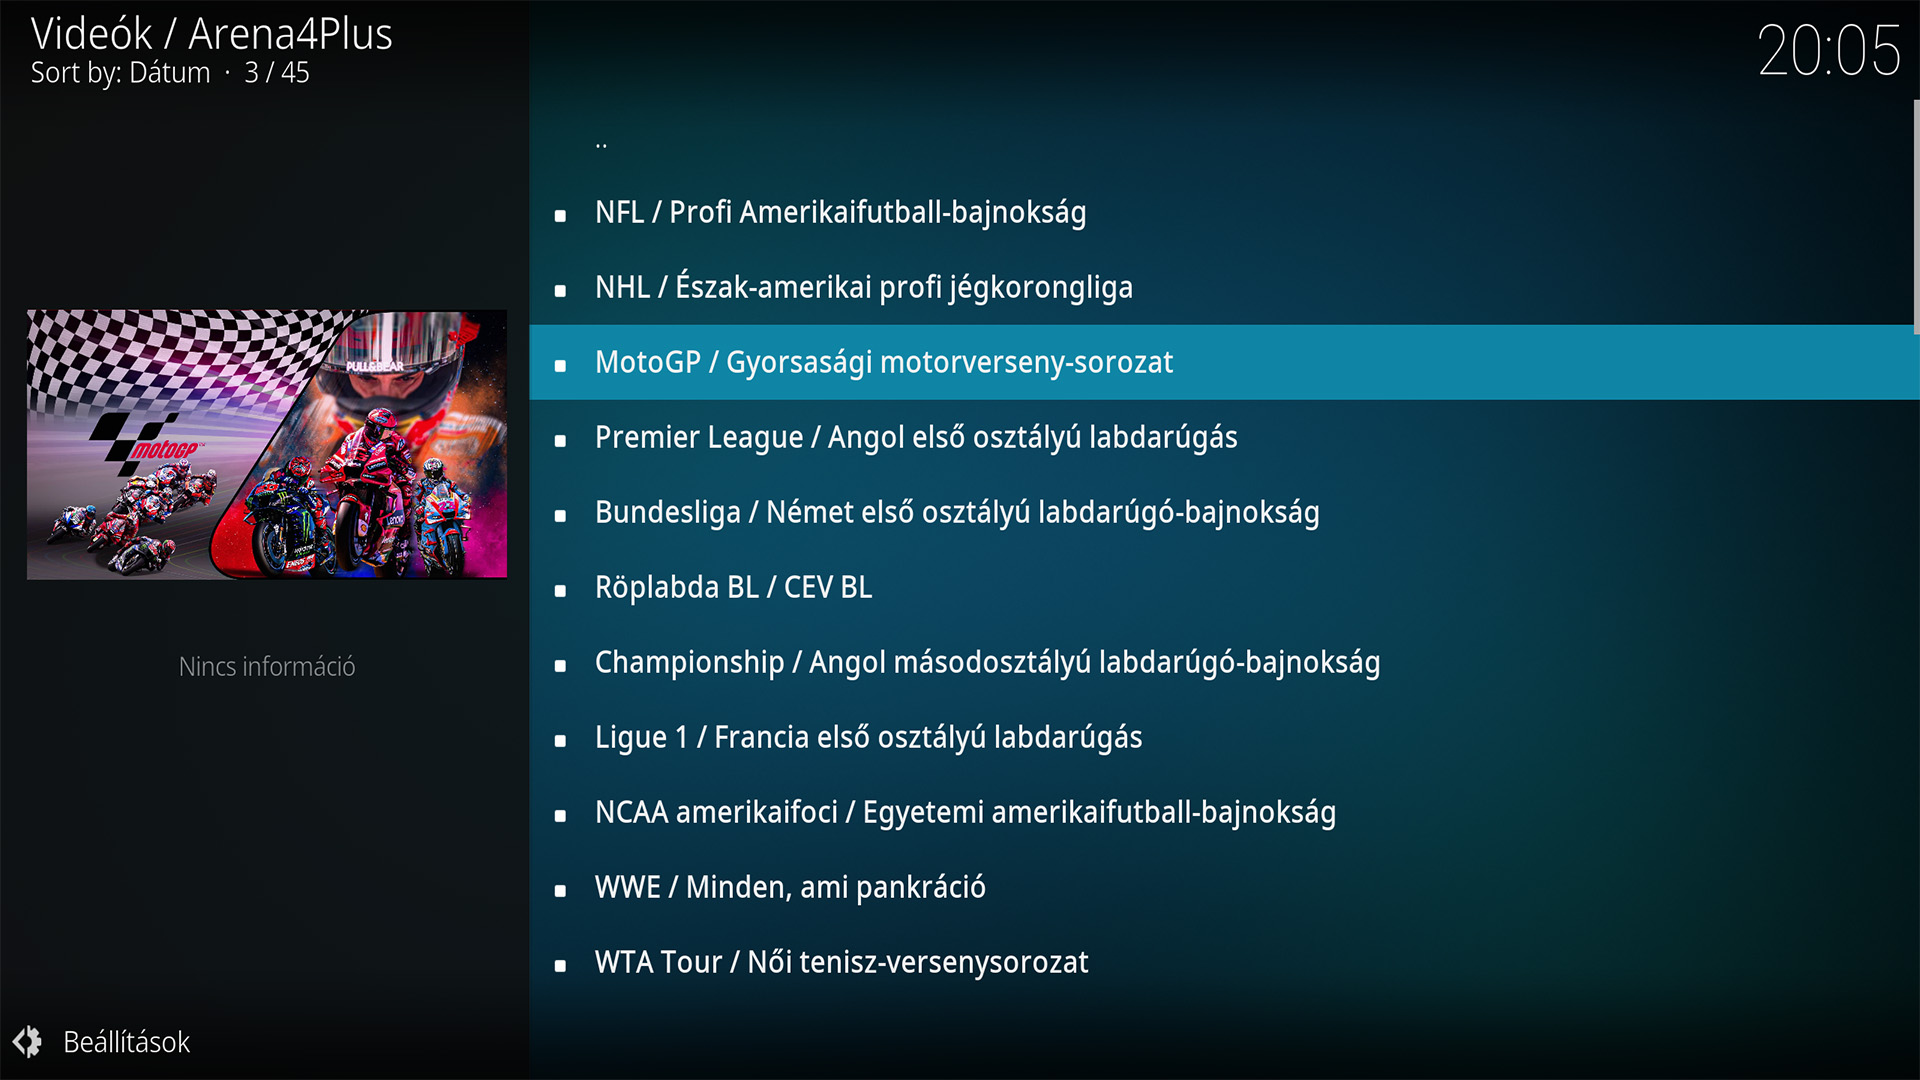 Videók / Arena4Plus
Sort by: Dátum · 3 / 45
20:05
..
NFL / Profi Amerikaifutball-bajnokság
NHL / Észak-amerikai profi jégkorongliga
MotoGP / Gyorsasági motorverseny-sorozat
Premier League / Angol első osztályú labdarúgás
Bundesliga / Német első osztályú labdarúgó-bajnokság
Röplabda BL / CEV BL
Championship / Angol másodosztályú labdarúgó-bajnokság
Ligue 1 / Francia első osztályú labdarúgás
NCAA amerikaifoci / Egyetemi amerikaifutball-bajnokság
WWE / Minden, ami pankráció
WTA Tour / Női tenisz-versenysorozat
PULL&BEAR
MotoGP
Nincs információ
Beállítások